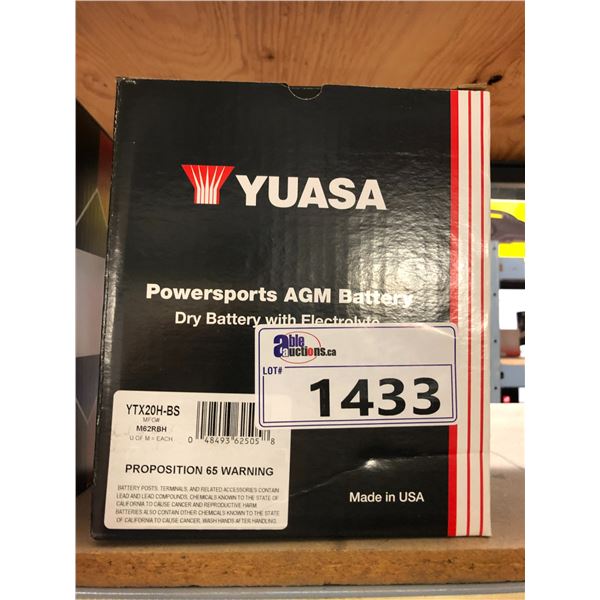 YUASA
Powersports AGM Battery
Dry Battery with Electrolyte
able
auctions.ca
LOT#
1433
YTX20H-BS
MFG#
M62RBH
U OF M = EACH
0 48493 62505 8
PROPOSITION 65 WARNING
BATTERY POSTS, TERMINALS, AND RELATED ACCESSORIES CONTAIN
LEAD AND LEAD COMPOUNDS, CHEMICALS KNOWN TO THE STATE OF
CALIFORNIA TO CAUSE CANCER AND REPRODUCTIVE HARM
BATTERIES ALSO CONTAIN OTHER CHEMICALS KNOWN TO THE STATE
OF CALIFORNIA TO CAUSE CANCER. WASH HANDS AFTER HANDLING.
Made in USA